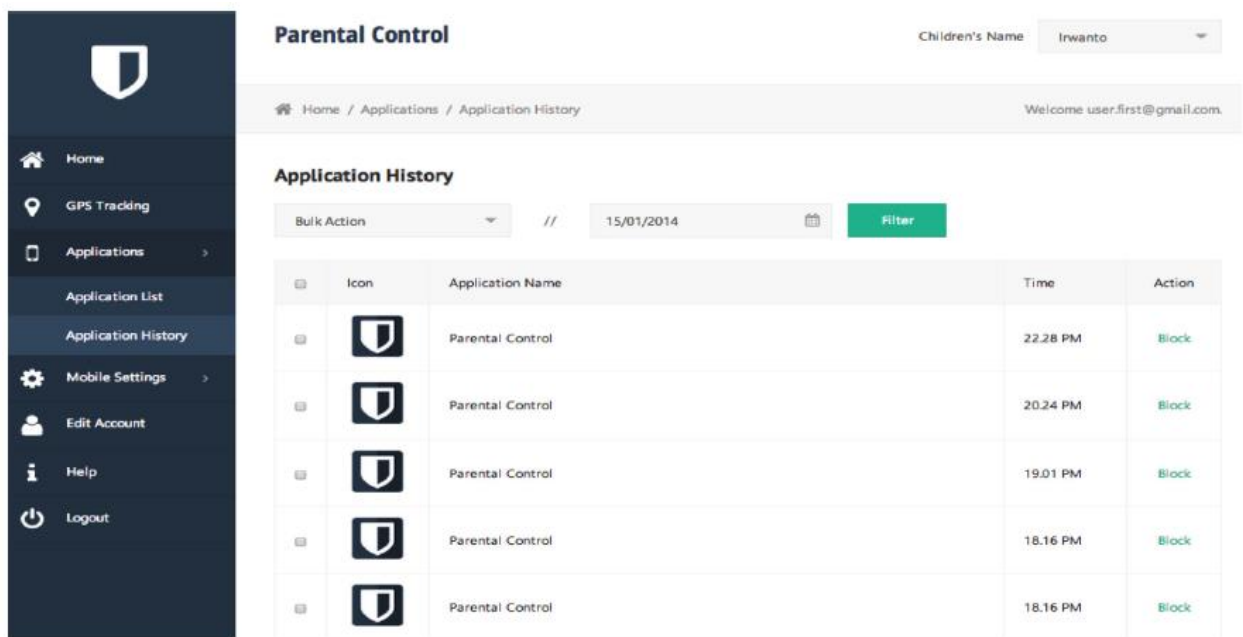 Parental Control
Children's Name Irwanto
Home / Applications / Application History
Welcome user.first@gmail.com.
Home
GPS Tracking
Applications >
Application List
Application History
Mobile Settings >
Edit Account
Help
Logout
Application History
Bulk Action // 15/01/2014 Filter
Icon Application Name Time Action
Parental Control 22.28 PM Block
Parental Control 20.24 PM Block
Parental Control 19.01 PM Block
Parental Control 18.16 PM Block
Parental Control 18.16 PM Block